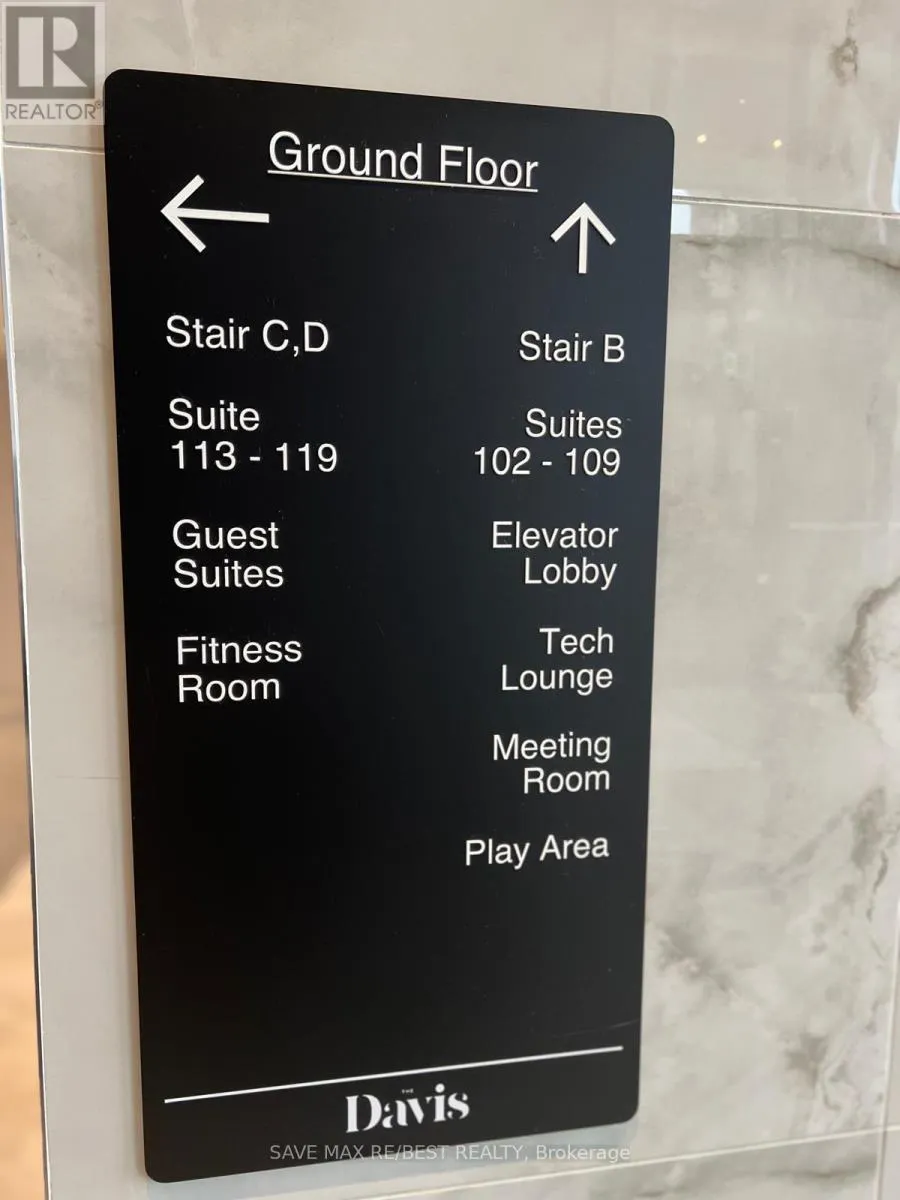 REALTOR®
Ground Floor
Stair C,D
Suite
113 - 119
Guest
Suites
Fitness
Room
Stair B
Suites
102 - 109
Elevator
Lobby
Tech
Lounge
Meeting
Room
Play Area
THE
Davis
SAVE MAX RE/BEST REALTY, Brokerage